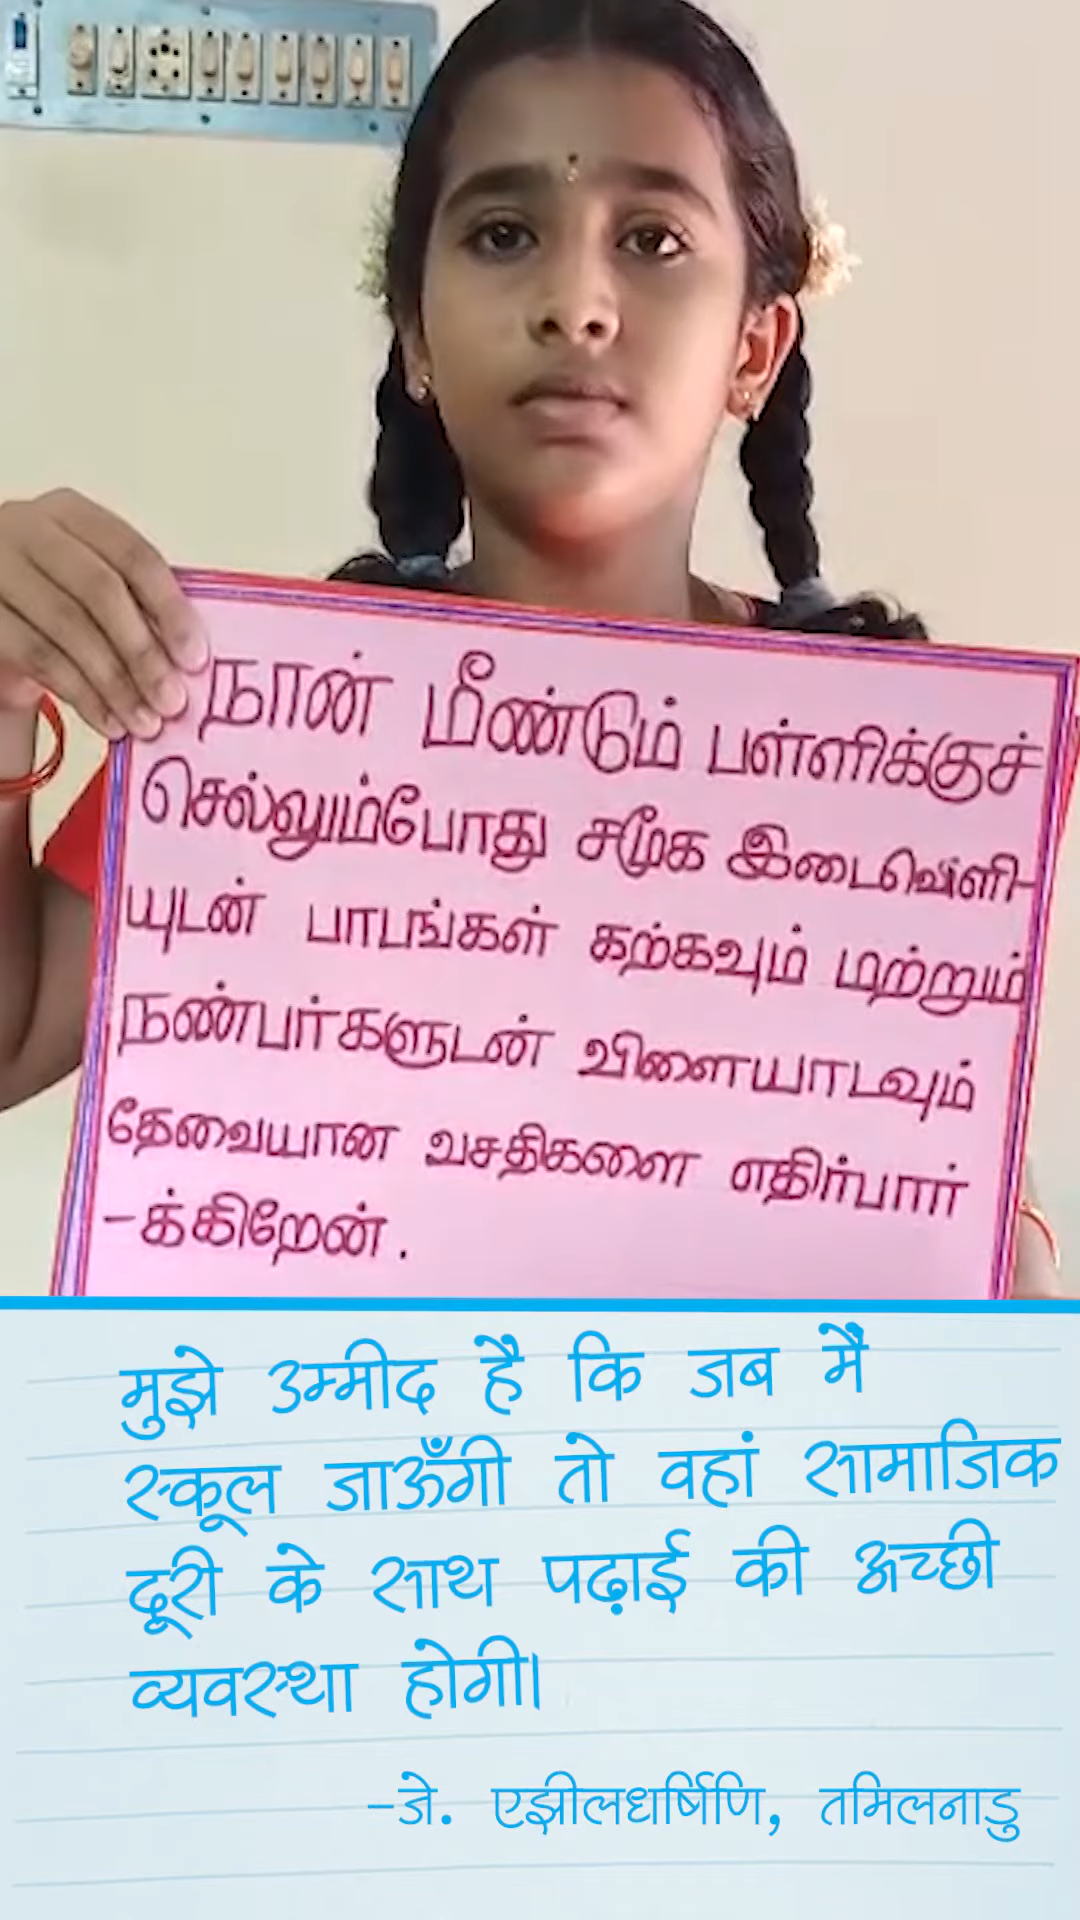 நான் மீண்டும் பள்ளிக்குச்
செல்லும்போது சமூக இடைவெளி-
யுடன் பாடங்கள் கற்கவும் மற்றும்
நண்பர்களுடன் விளையாடவும்
தேவையான வசதிகளை எதிர்பார்
-க்கிறேன்.
मुझे उम्मीद है कि जब मैं
स्कूल जाऊँगी तो वहां सामाजिक
दूरी के साथ पढ़ाई की अच्छी
व्यवस्था होगी।
-जे. एझीलधर्षिणि, तमिलनाडु